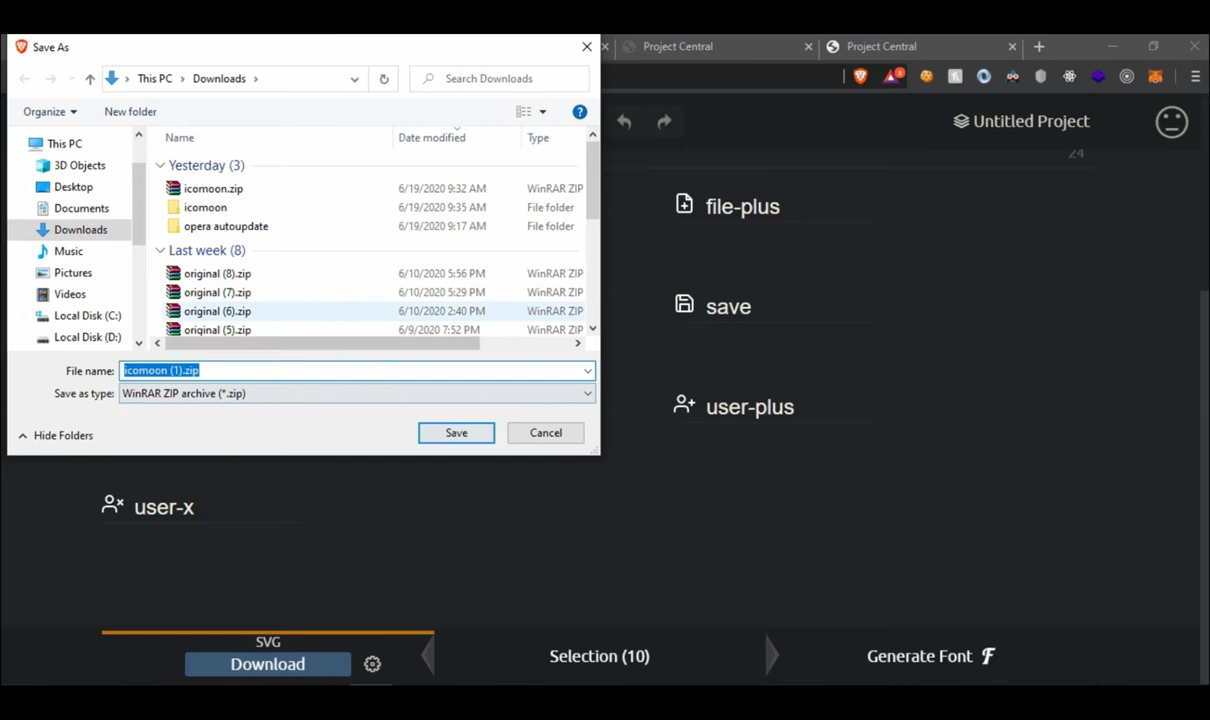 Save As
Project Central
Project Central
This PC
Downloads
Search Downloads
Organize
New folder
Untitled Project
24
This PC
3D Objects
Desktop
Documents
Downloads
Music
Pictures
Videos
Local Disk (C:)
Local Disk (D:)
Name
Date modified
Type
Yesterday (3)
icomoon.zip 6/19/2020 9:32 AM WinRAR ZIP
icomoon 6/19/2020 9:35 AM File folder
opera autoupdate 6/19/2020 9:17 AM File folder
Last week (8)
original (8).zip 6/10/2020 5:56 PM WinRAR ZIP
original (7).zip 6/10/2020 5:29 PM WinRAR ZIP
original (6).zip 6/10/2020 2:40 PM WinRAR ZIP
original (5).zip 6/9/2020 7:52 PM WinRAR ZIP
File name: icomoon (1).zip
Save as type: WinRAR ZIP archive (*.zip)
Hide Folders
Save
Cancel
file-plus
save
user-plus
user-x
SVG
Download
Selection (10)
Generate Font